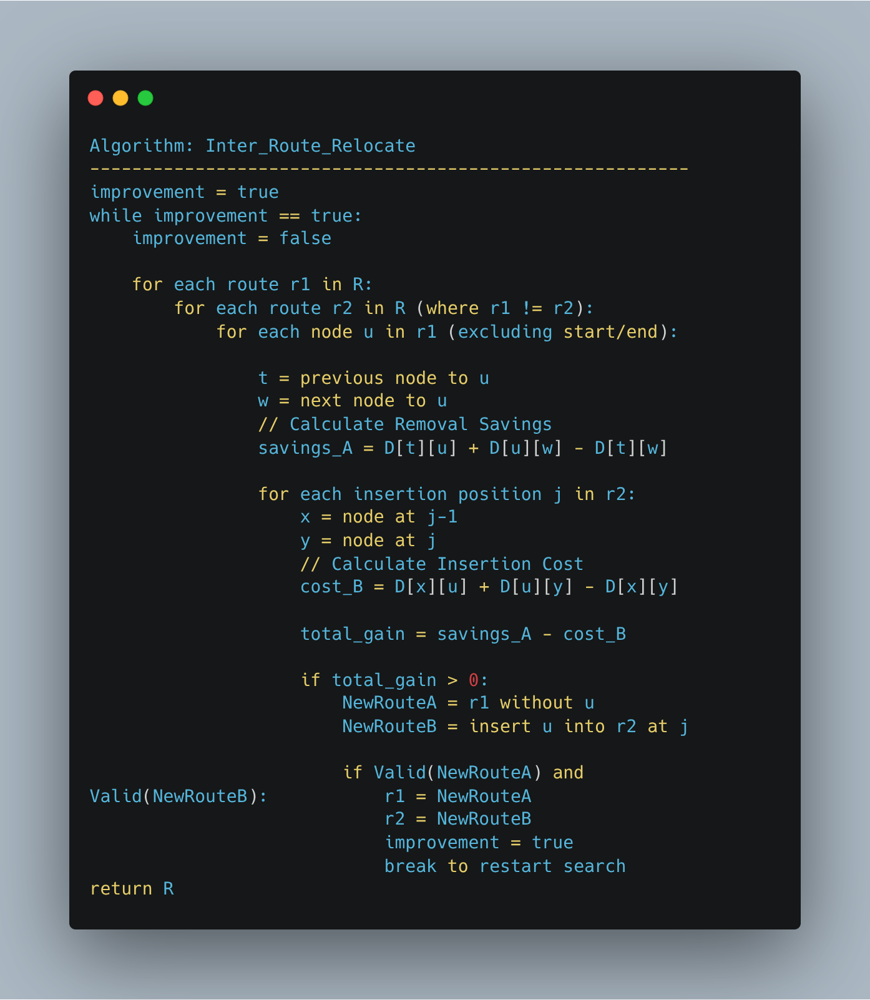 Algorithm: Inter_Route_Relocate
---------------------------------------------------------
improvement = true
while improvement == true:
    improvement = false

    for each route r1 in R:
        for each route r2 in R (where r1 != r2):
            for each node u in r1 (excluding start/end):

                t = previous node to u
                w = next node to u
                // Calculate Removal Savings
                savings_A = D[t][u] + D[u][w] - D[t][w]

                for each insertion position j in r2:
                    x = node at j-1
                    y = node at j
                    // Calculate Insertion Cost
                    cost_B = D[x][u] + D[u][y] - D[x][y]

                    total_gain = savings_A - cost_B

                    if total_gain > 0:
                        NewRouteA = r1 without u
                        NewRouteB = insert u into r2 at j

                        if Valid(NewRouteA) and
Valid(NewRouteB):           r1 = NewRouteA
                            r2 = NewRouteB
                            improvement = true
                            break to restart search
return R